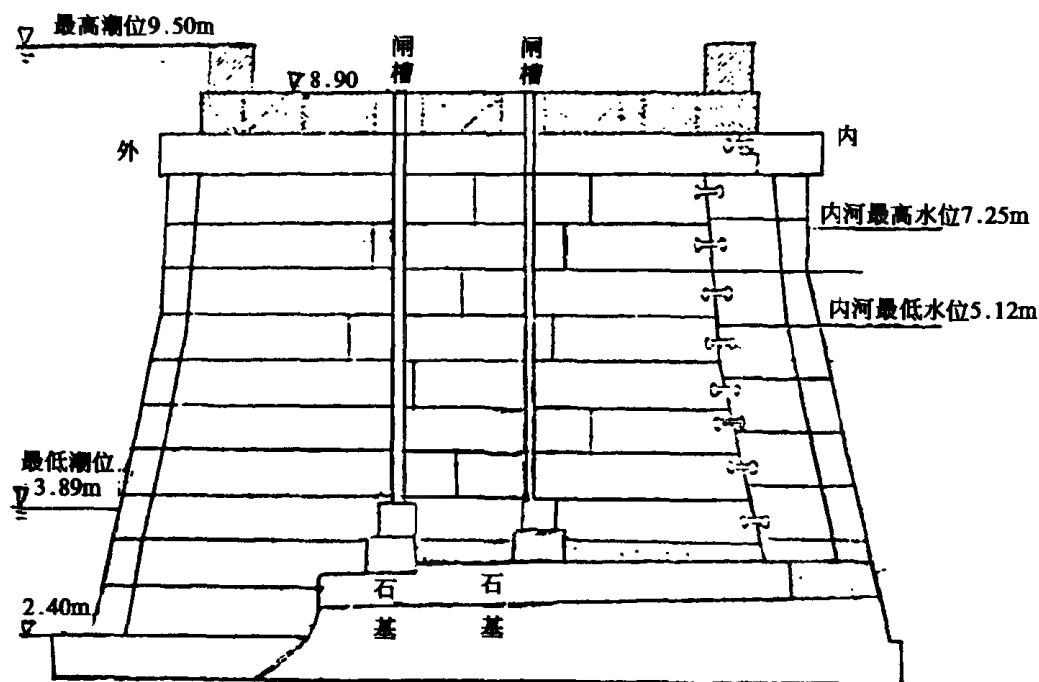 最高潮位9.50m
闸槽
闸槽
8.90
外
内
内河最高水位7.25m
内河最低水位5.12m
最低潮位
3.89m
石基
石基
2.40m